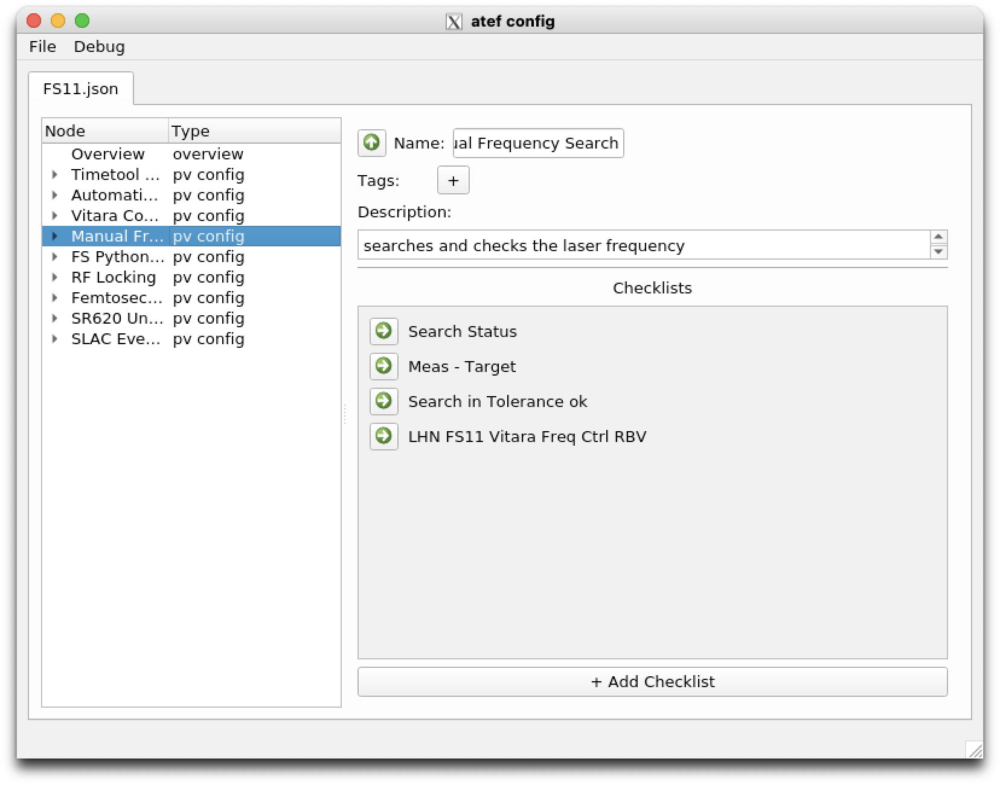 atef config
File Debug
FS11.json
Node Type
Overview overview
Timetool ... pv config
Automati... pv config
Vitara Co... pv config
Manual Fr... pv config
FS Python... pv config
RF Locking pv config
Femtosec... pv config
SR620 Un... pv config
SLAC Eve... pv config
Name: ual Frequency Search
Tags: +
Description:
searches and checks the laser frequency
Checklists
Search Status
Meas - Target
Search in Tolerance ok
LHN FS11 Vitara Freq Ctrl RBV
+ Add Checklist